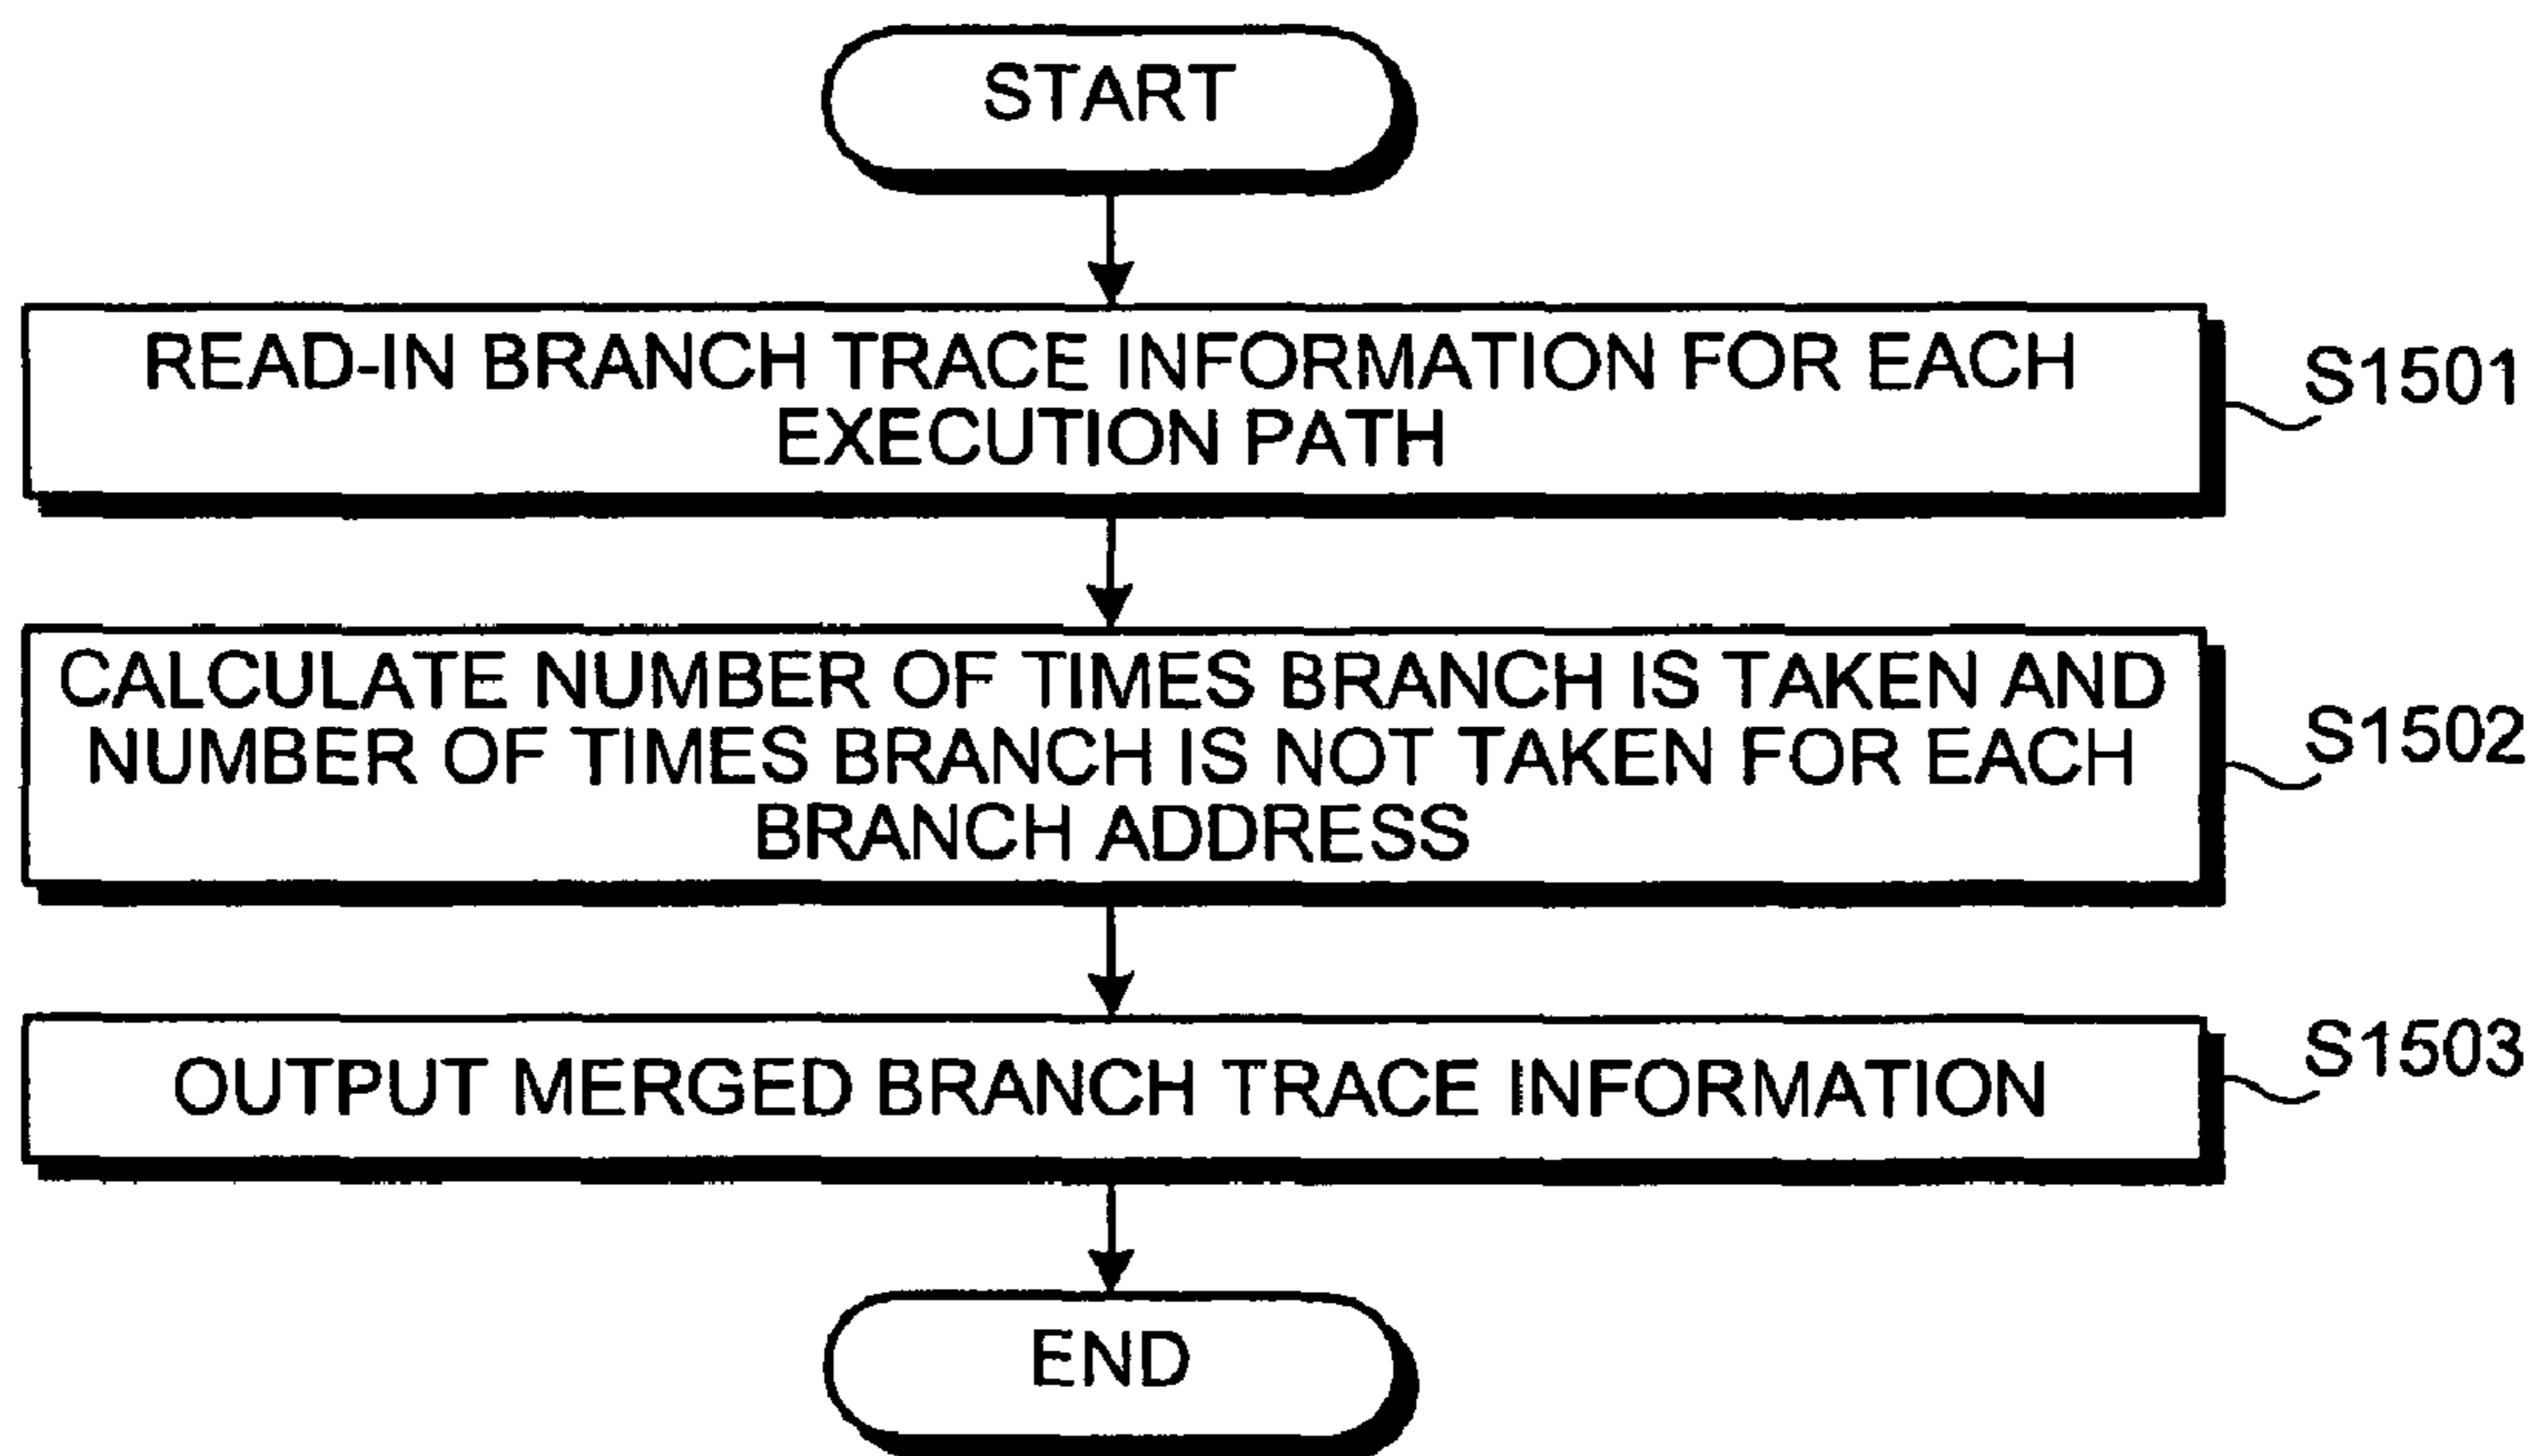 START
READ-IN BRANCH TRACE INFORMATION FOR EACH
EXECUTION PATH
S1501
CALCULATE NUMBER OF TIMES BRANCH IS TAKEN AND
NUMBER OF TIMES BRANCH IS NOT TAKEN FOR EACH
BRANCH ADDRESS
S1502
OUTPUT MERGED BRANCH TRACE INFORMATION
S1503
END